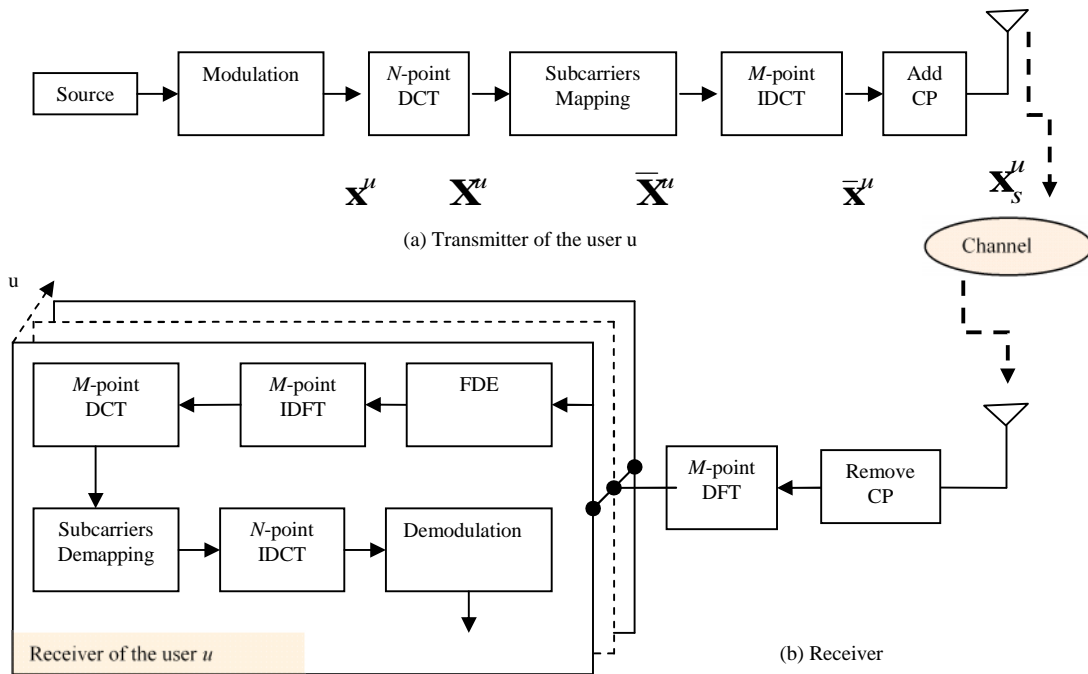 Source
Modulation
N-point
DCT
Subcarriers
Mapping
M-point
IDCT
Add
CP
x^u
X^u
X̄^u
x̄^u
x_s^u
(a) Transmitter of the user u
Channel
u
M-point
DCT
M-point
IDFT
FDE
M-point
DFT
Remove
CP
Subcarriers
Demapping
N-point
IDCT
Demodulation
Receiver of the user u
(b) Receiver